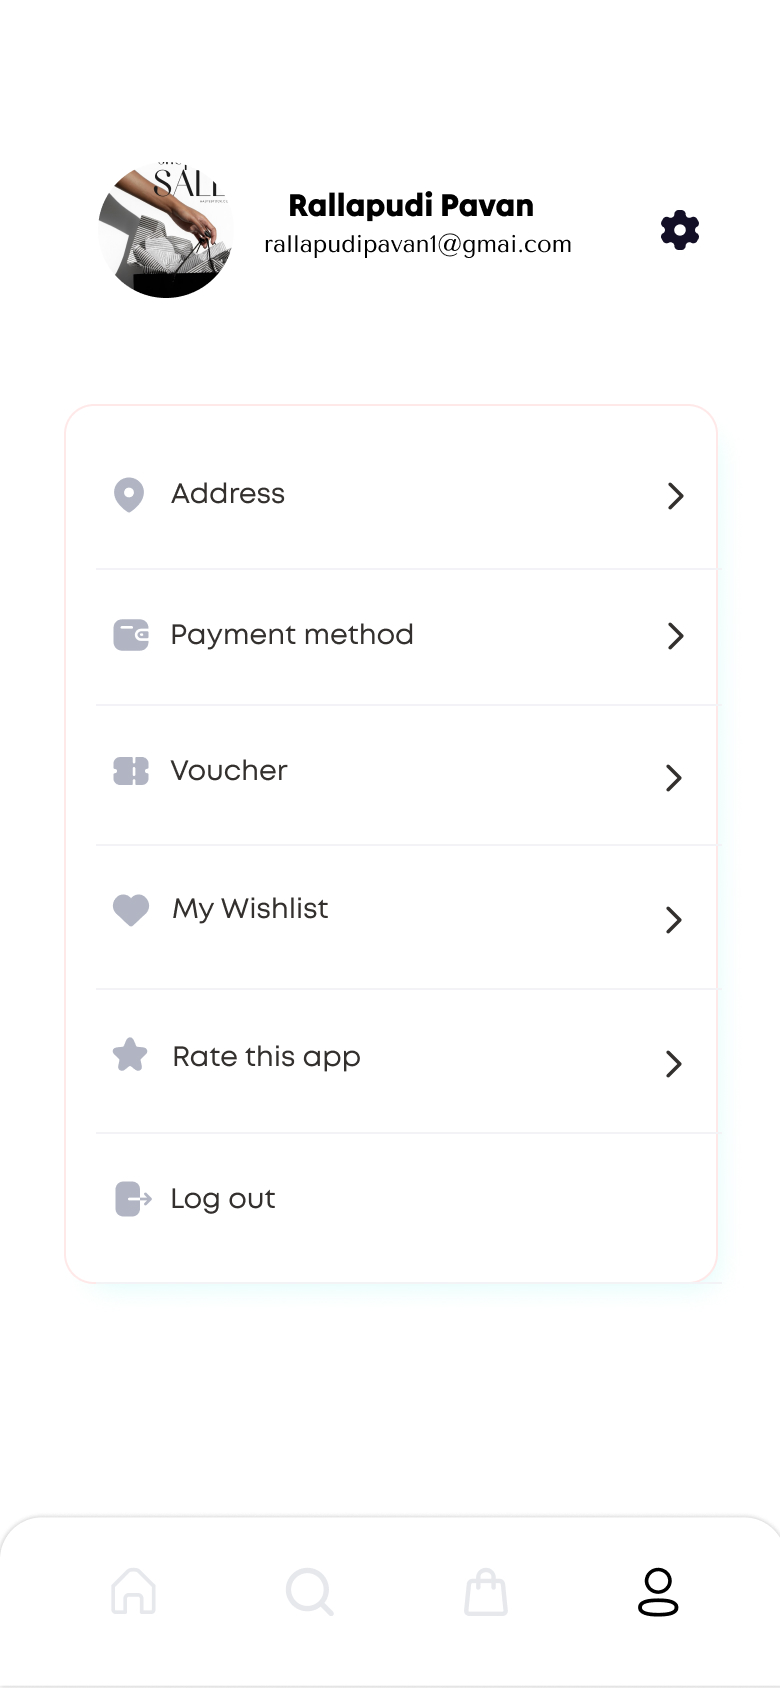 SALE
Rallapudi Pavan
rallapudipavan1@gmai.com
Address
Payment method
Voucher
My Wishlist
Rate this app
Log out